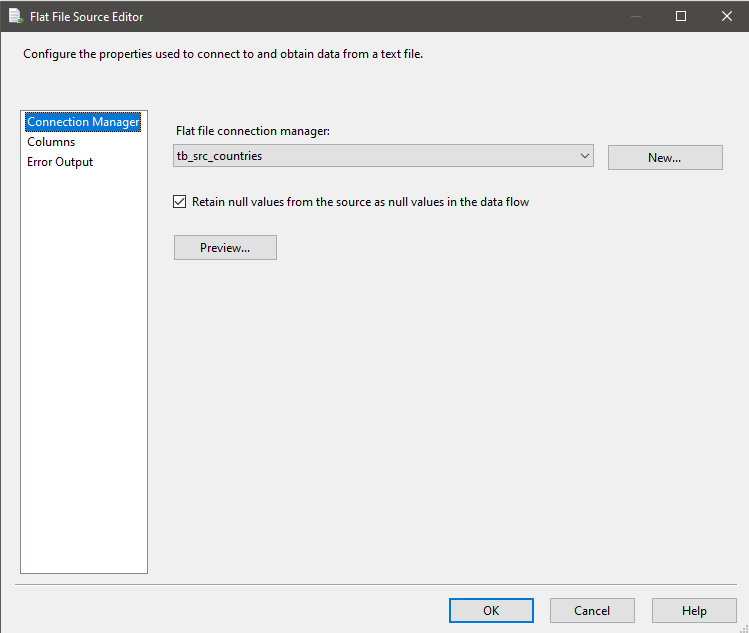 Flat File Source Editor
Configure the properties used to connect to and obtain data from a text file.
Connection Manager
Columns
Error Output
Flat file connection manager:
tb_src_countries
New...
Retain null values from the source as null values in the data flow
Preview...
OK
Cancel
Help